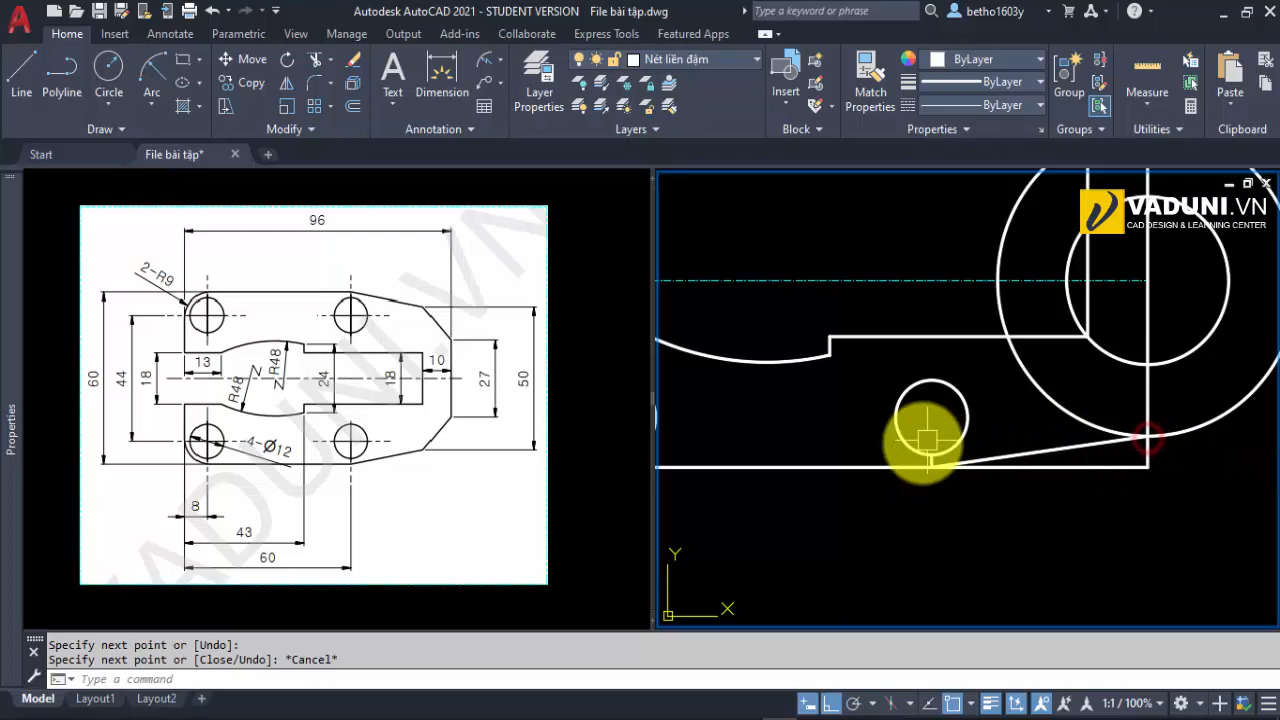 Autodesk AutoCAD 2021 - STUDENT VERSION File bài tập.dwg
Type a keyword or phrase
betho1603y
Home Insert Annotate Parametric View Manage Output Add-ins Collaborate Express Tools Featured Apps
Line
Polyline
Circle
Arc
Move
Copy
Text
Dimension
Layer
Properties
Nét liền đậm
Insert
Match
Properties
ByLayer
ByLayer
ByLayer
Group
Measure
Paste
Draw
Modify
Annotation
Layers
Block
Properties
Groups
Utilities
Clipboard
Start
File bài tập*
Properties
VADUNI.VN
CAD DESIGN & LEARNING CENTER
VADUNI.VN
96
2-R9
13
10
60
44
18
R48
R48
24
18
27
50
4-Ø12
8
43
60
Y
X
Specify next point or [Undo]:
Specify next point or [Close/Undo]: *Cancel*
Type a command
Model Layout1 Layout2 +
1:1 / 100%